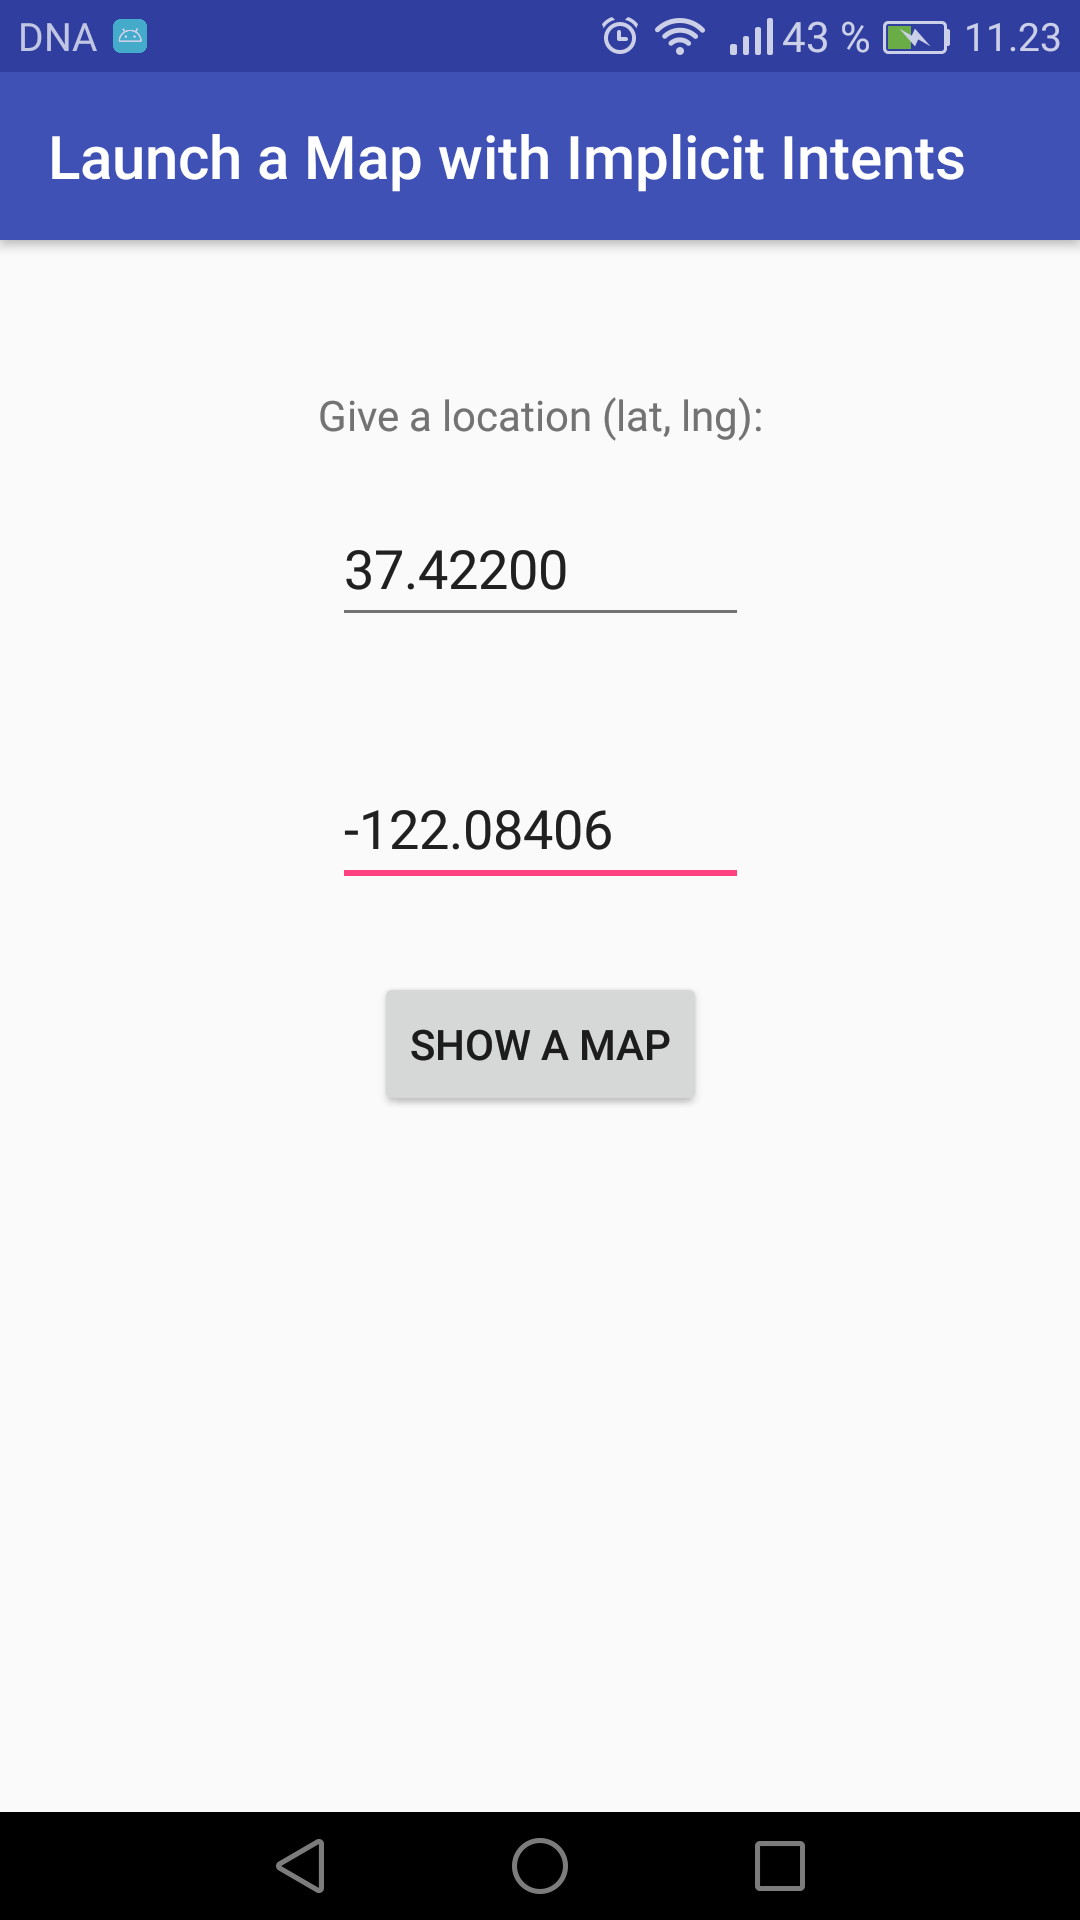 DNA 43 % 11.23
Launch a Map with Implicit Intents
Give a location (lat, lng):
37.42200
-122.08406
SHOW A MAP